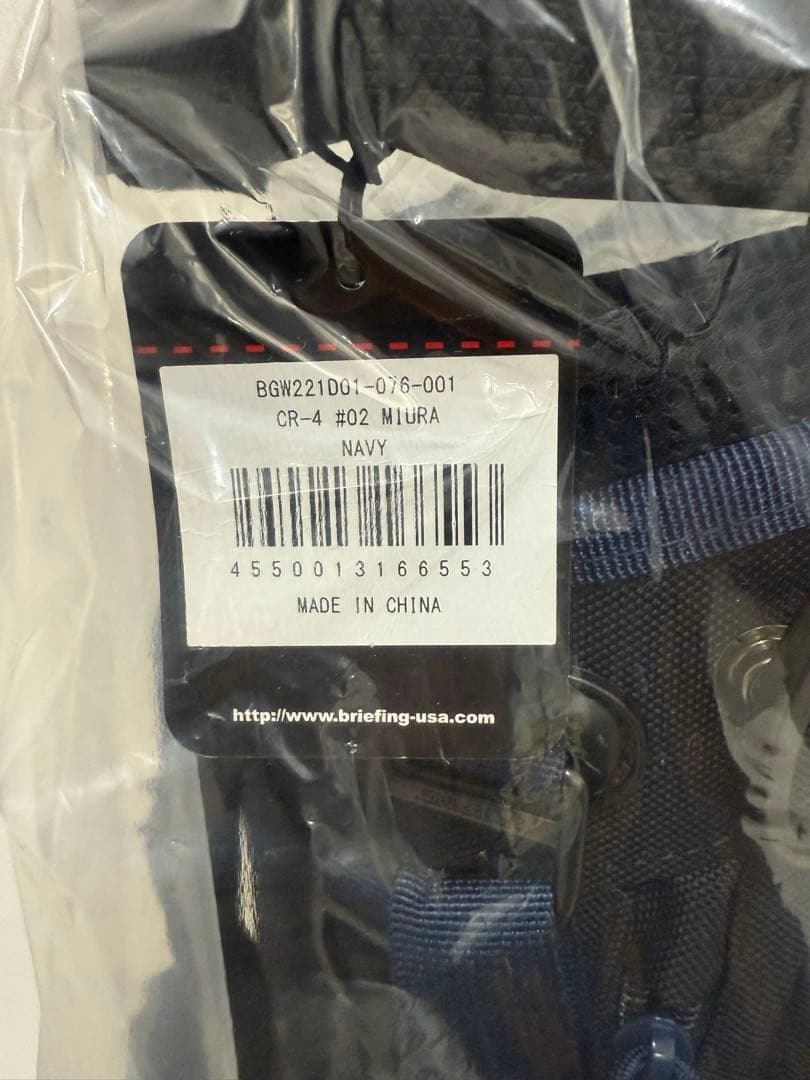 BGW221D01-076-001
CR-4 #02 MIURA
NAVY
4550013166553
MADE IN CHINA
http://www.briefing-usa.com